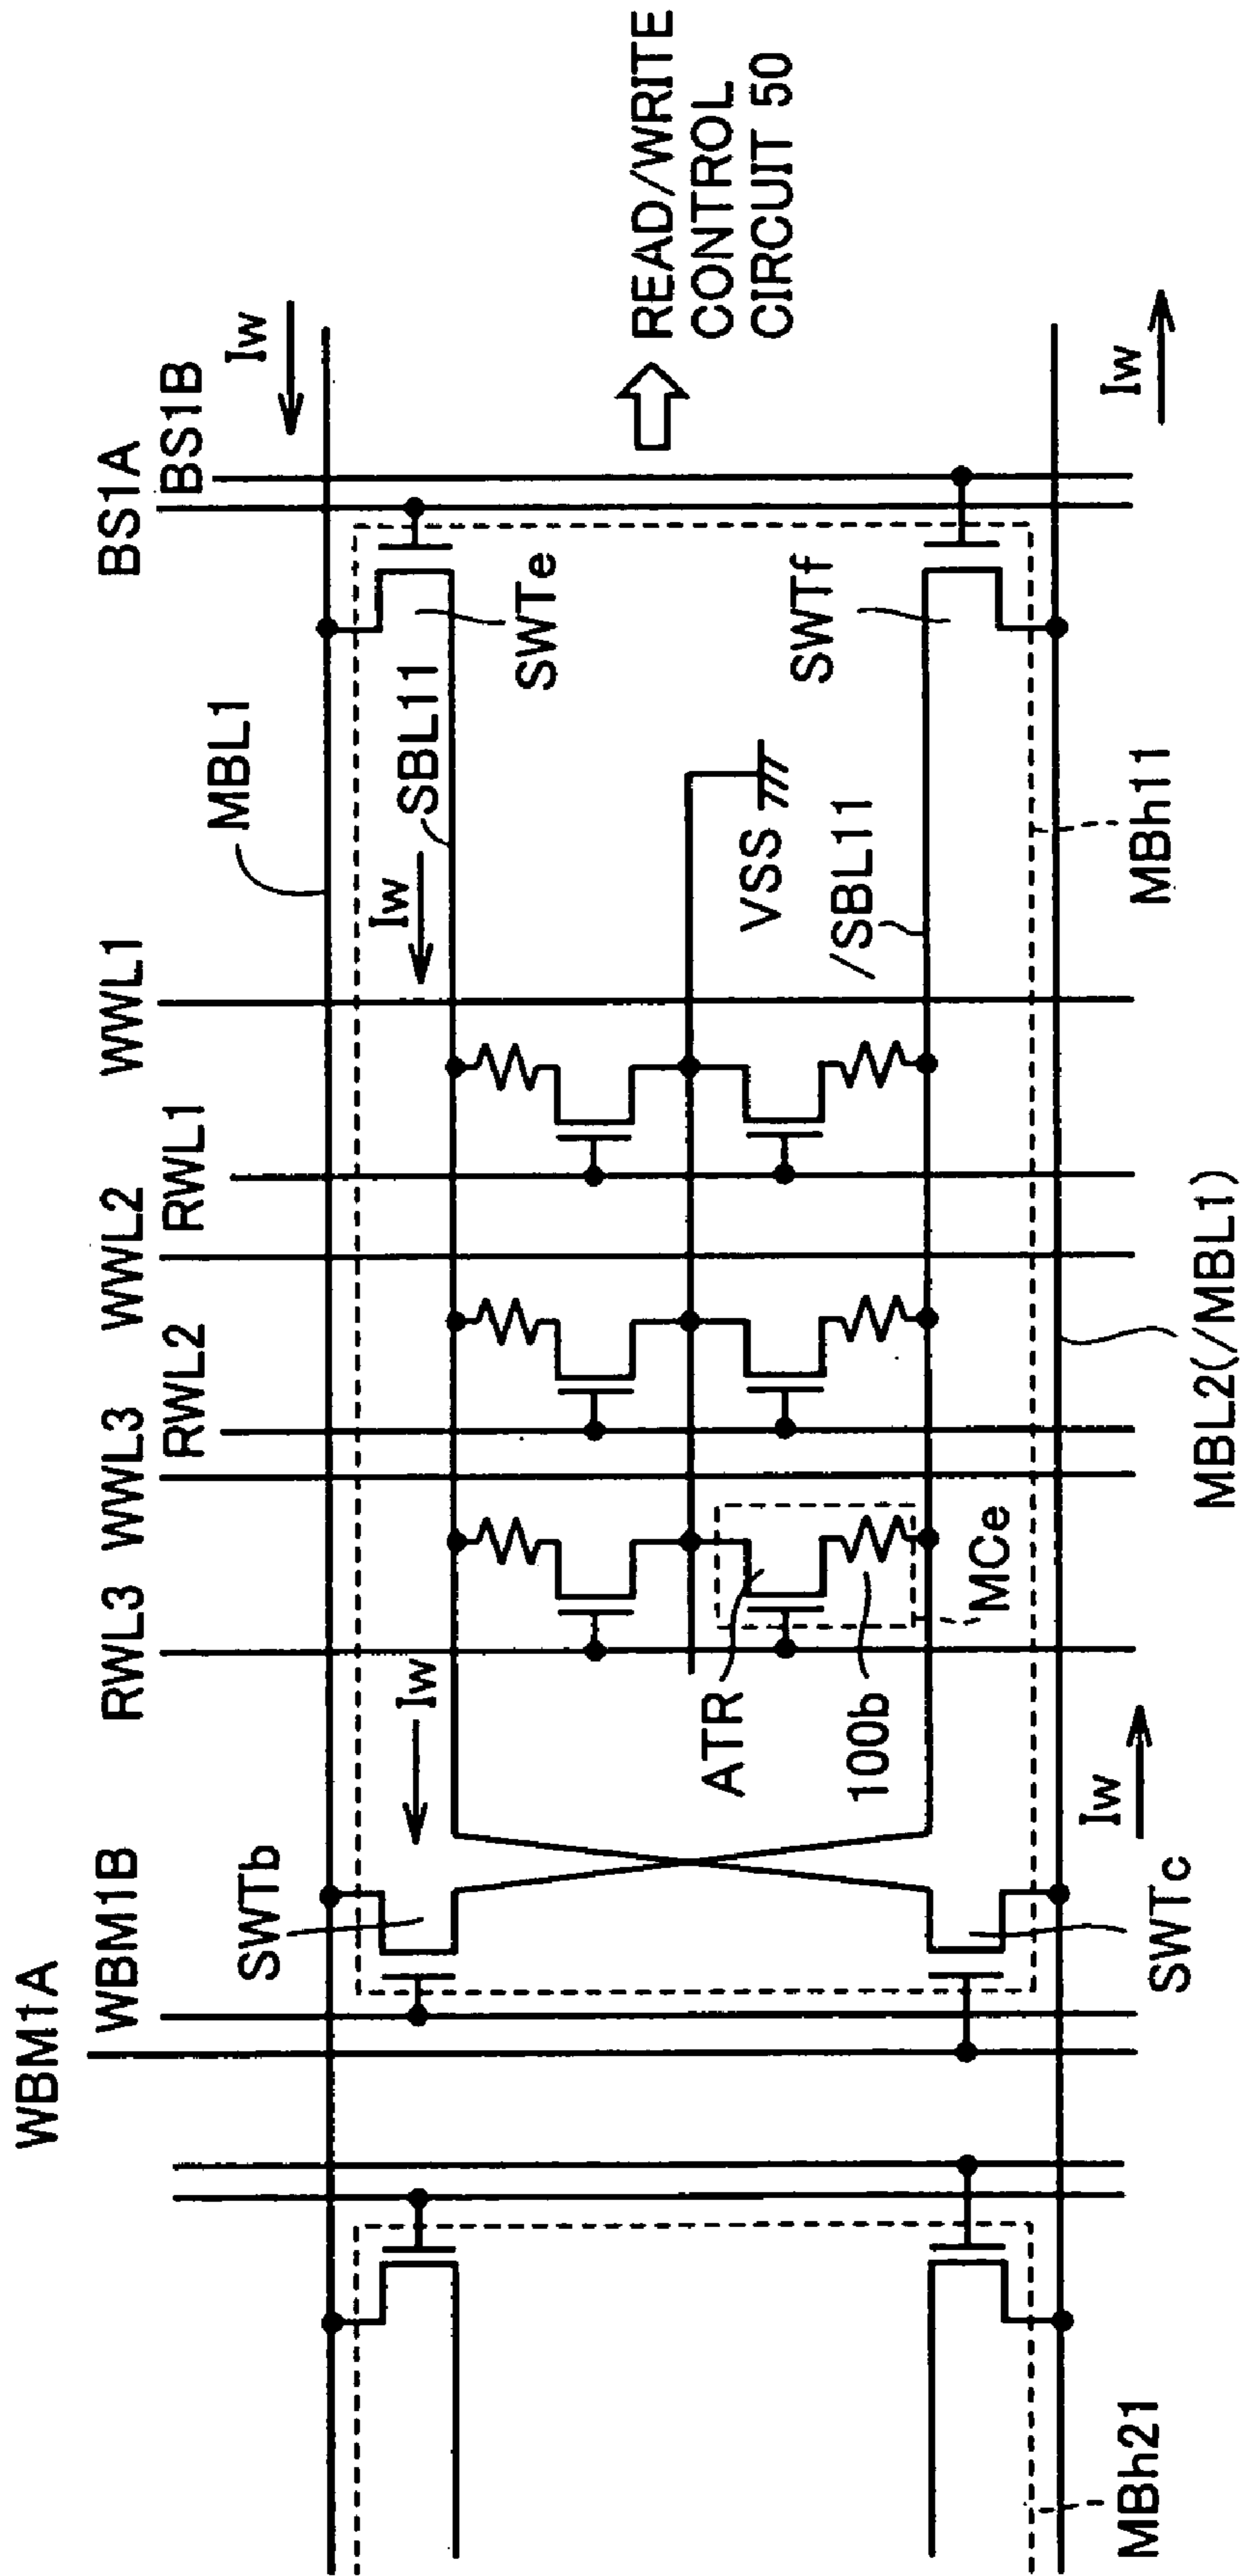 WBM1A
WBM1B
RWL3
WWL3
RWL2
WWL2
RWL1
WWL1
BS1A
BS1B
MBL1
Iw
SWTb
Iw
Iw
SBL11
SWTe
READ/WRITE
CONTROL
CIRCUIT 50
ATR
100b
MCe
VSS
/SBL11
SWTf
SWTc
Iw
Iw
MBh21
MBL2(/MBL1)
MBh11